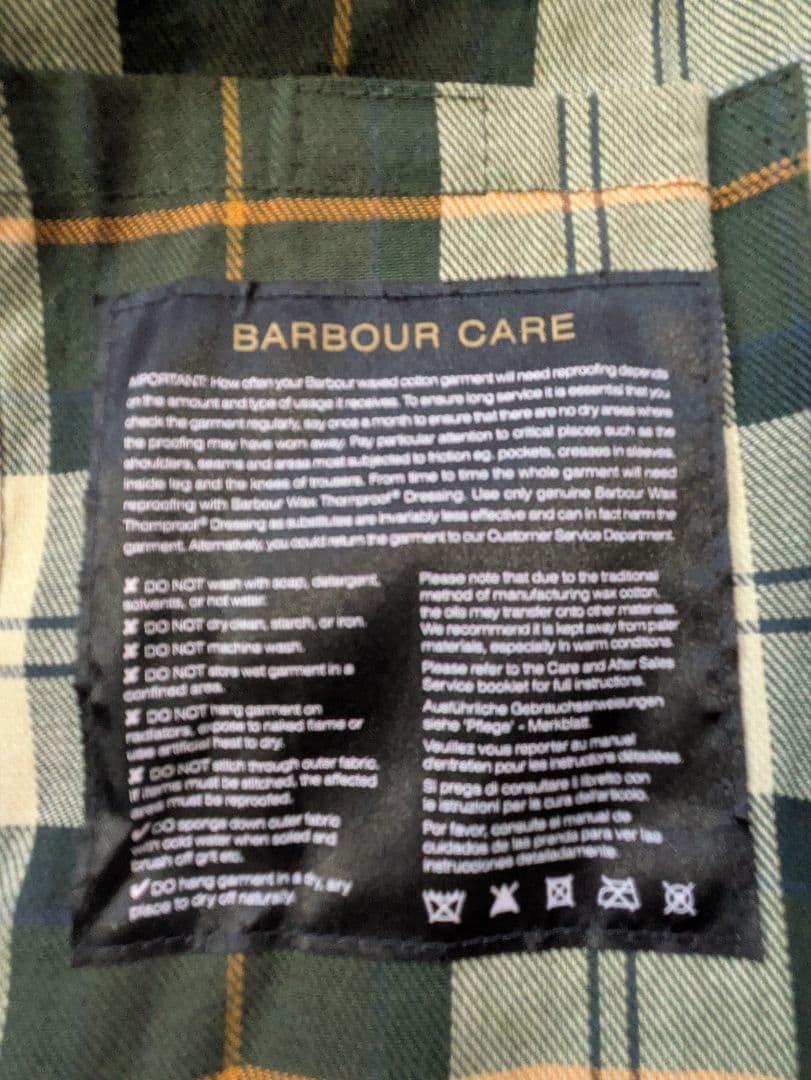 BARBOUR CARE
IMPORTANT: How often your Barbour waxed cotton garment will need reproofing depends
on the amount and type of usage it receives. To ensure long service it is essential that you
check the garment regularly, say once a month to ensure that there are no dry areas where
the proofing may have worn away. Pay particular attention to critical places such as the
shoulders, seams and areas most subjected to friction eg. pockets, creases in sleeves
inside leg and the knees of trousers. From time to time the whole garment will need
reproofing with Barbour Wax Thornproof® Dressing. Use only genuine Barbour Wax
Thornproof® Dressing as substitutes are invariably less effective and can in fact harm the
garment. Alternatively, you could return the garment to our Customer Service Department.
✘ DO NOT wash with soap, detergent,
solvents, or hot water.
✘ DO NOT dryclean, starch, or iron.
✘ DO NOT machine wash.
✘ DO NOT store wet garment in a
confined area.
✘ DO NOT hang garment on
radiators, expose to naked flame or
use artificial heat to dry.
✘ DO NOT stitch through outer fabric.
If items must be stitched, the affected
area must be reproofed.
✔ DO sponge down outer fabric
with cold water when soiled and
brush off grit etc.
✔ DO hang garment in a dry, airy
place to dry off naturally.
Please note that due to the traditional
method of manufacturing wax cotton,
the oils may transfer onto other materials.
We recommend it is kept away from paler
materials, especially in warm conditions.
Please refer to the Care and After Sales
Service booklet for full instructions.
Ausführliche Gebrauchsanweisungen
siehe 'Pflege' - Merkblatt.
Veuillez vous reporter au manuel
d'entretien pour les instructions détaillées
Si prega di consultare il libretto con
le istruzioni per la cura dell'articolo.
Por favor, consulte el manual de
cuidados de las prenda para ver las
instrucciones detalladamente.